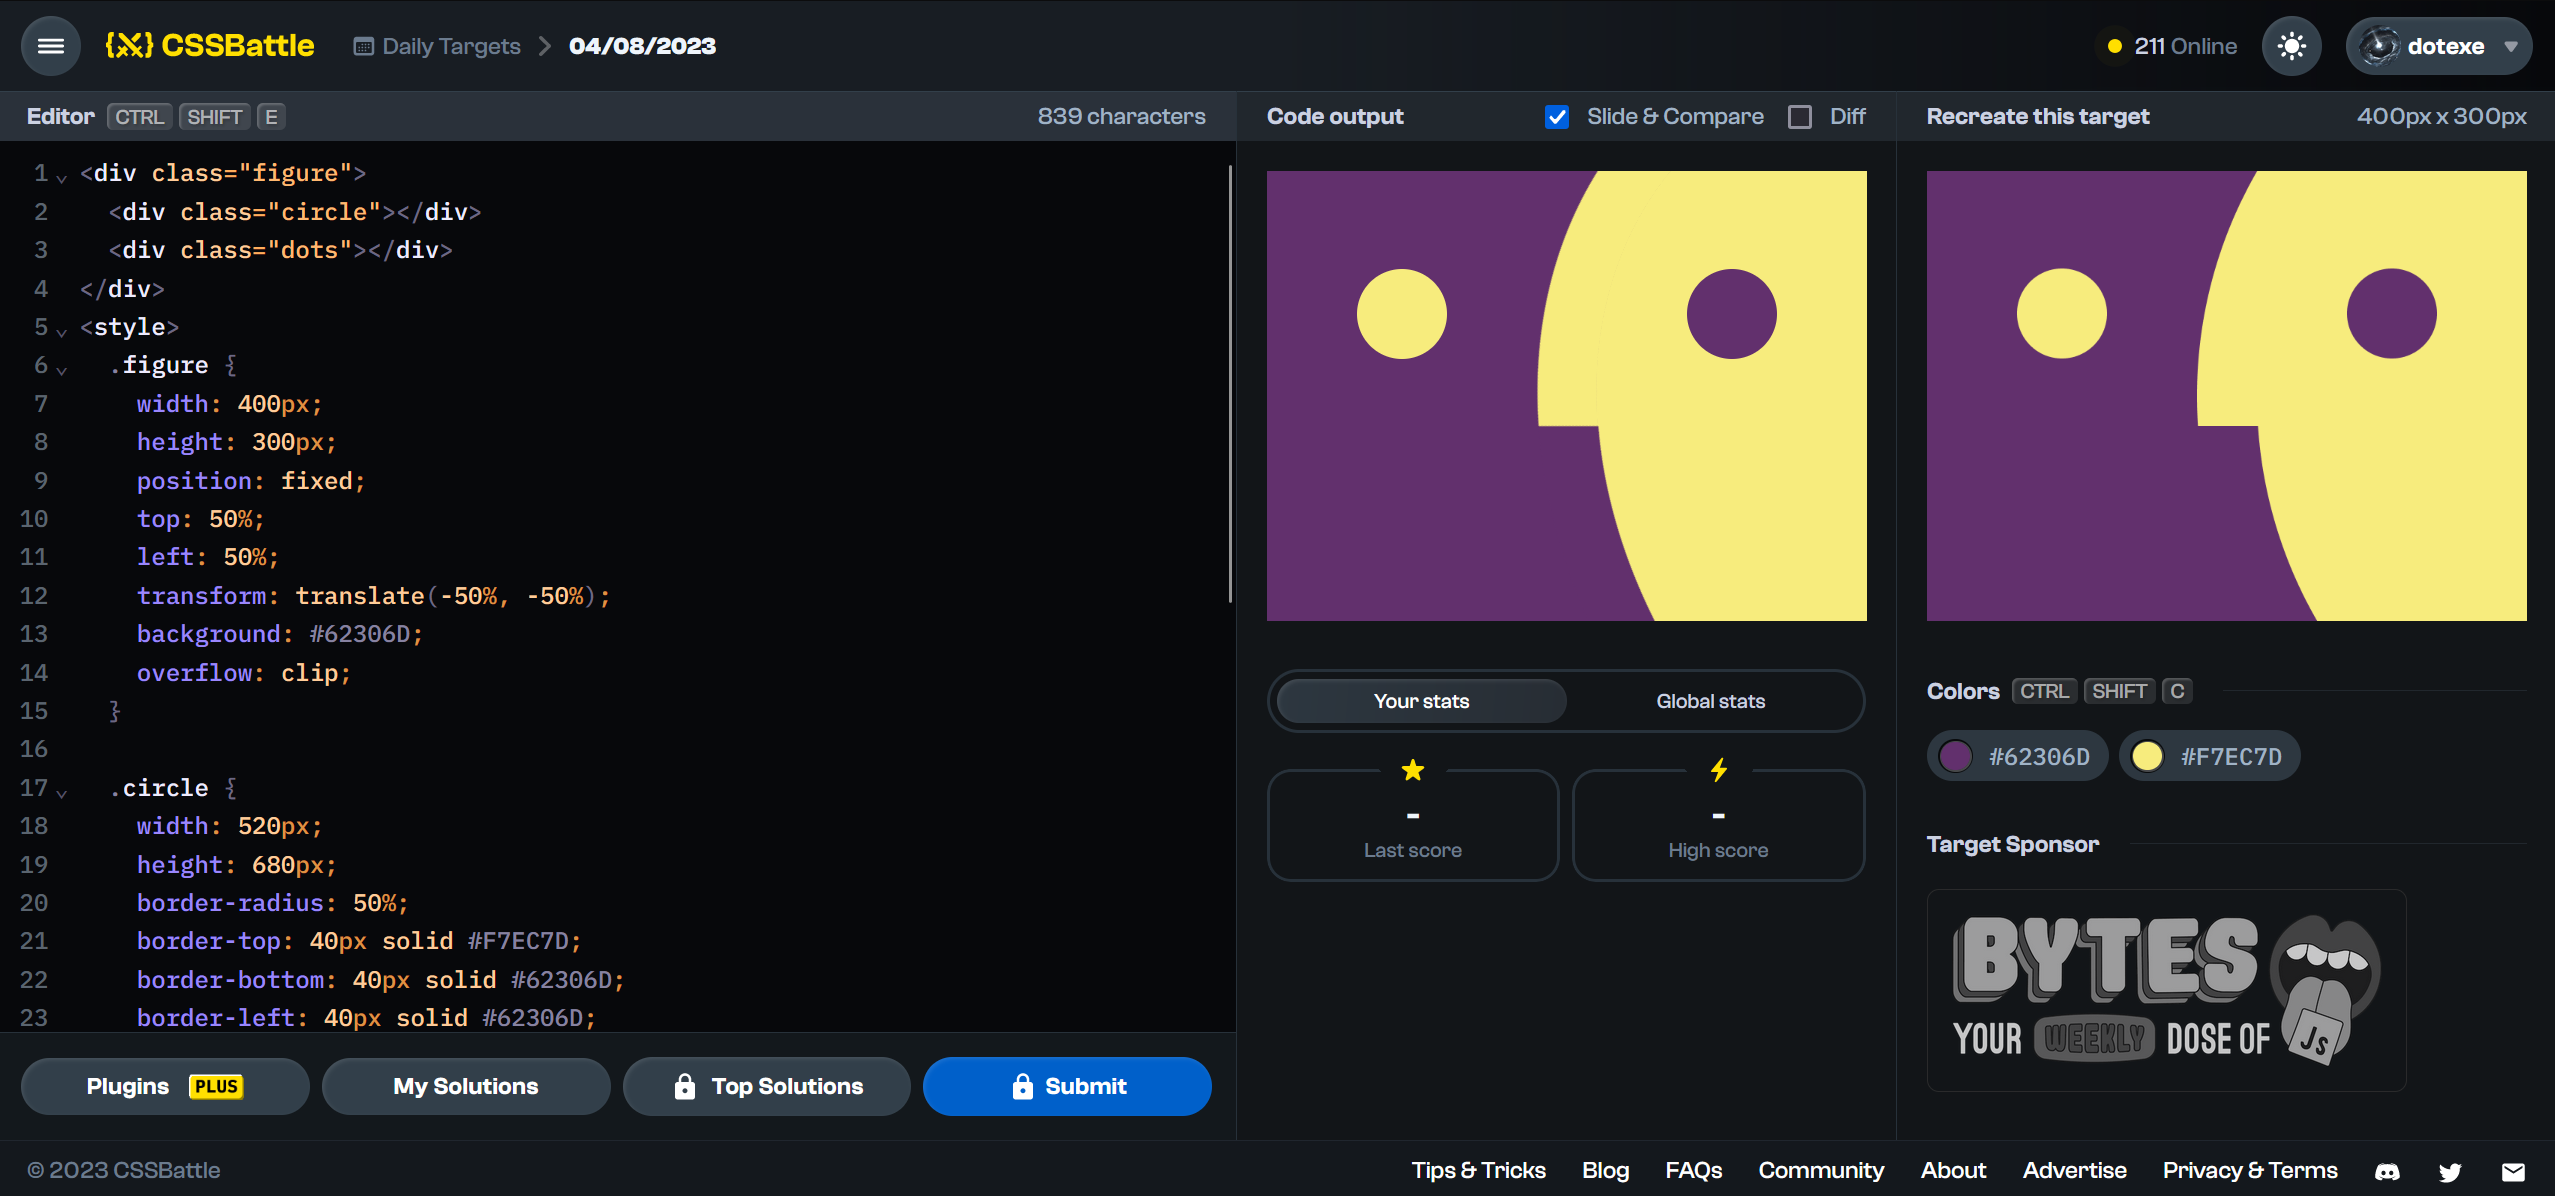 {X} CSSBattle
Daily Targets > 04/08/2023
211 Online
dotexe
Editor CTRL SHIFT E
839 characters
1 <div class="figure">
2 <div class="circle"></div>
3 <div class="dots"></div>
4 </div>
5 <style>
6 .figure {
7 width: 400px;
8 height: 300px;
9 position: fixed;
10 top: 50%;
11 left: 50%;
12 transform: translate(-50%, -50%);
13 background: #62306D;
14 overflow: clip;
15 }
16
17 .circle {
18 width: 520px;
19 height: 680px;
20 border-radius: 50%;
21 border-top: 40px solid #F7EC7D;
22 border-bottom: 40px solid #62306D;
23 border-left: 40px solid #62306D;
Plugins PLUS
My Solutions
Top Solutions
Submit
Code output
Slide & Compare
Diff
Your stats
Global stats
-
Last score
-
High score
Recreate this target
400px x 300px
Colors CTRL SHIFT C
#62306D
#F7EC7D
Target Sponsor
BYTES
YOUR WEEKLY DOSE OF JS
© 2023 CSSBattle
Tips & Tricks
Blog
FAQs
Community
About
Advertise
Privacy & Terms